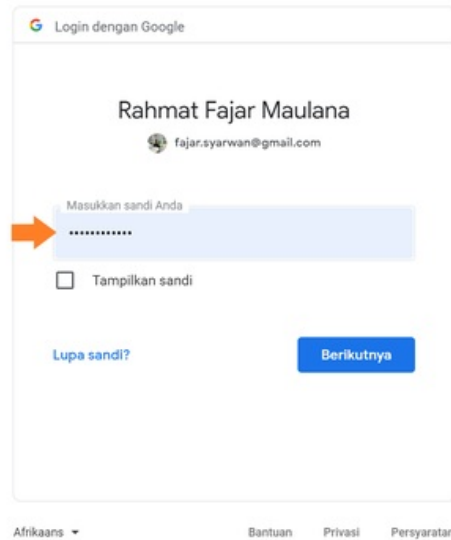 Login dengan Google
Rahmat Fajar Maulana
fajar.syarwan@gmail.com
Masukkan sandi Anda
••••••••••••
Tampilkan sandi
Lupa sandi?
Berikutnya
Afrikaans
Bantuan Privasi Persyaratan